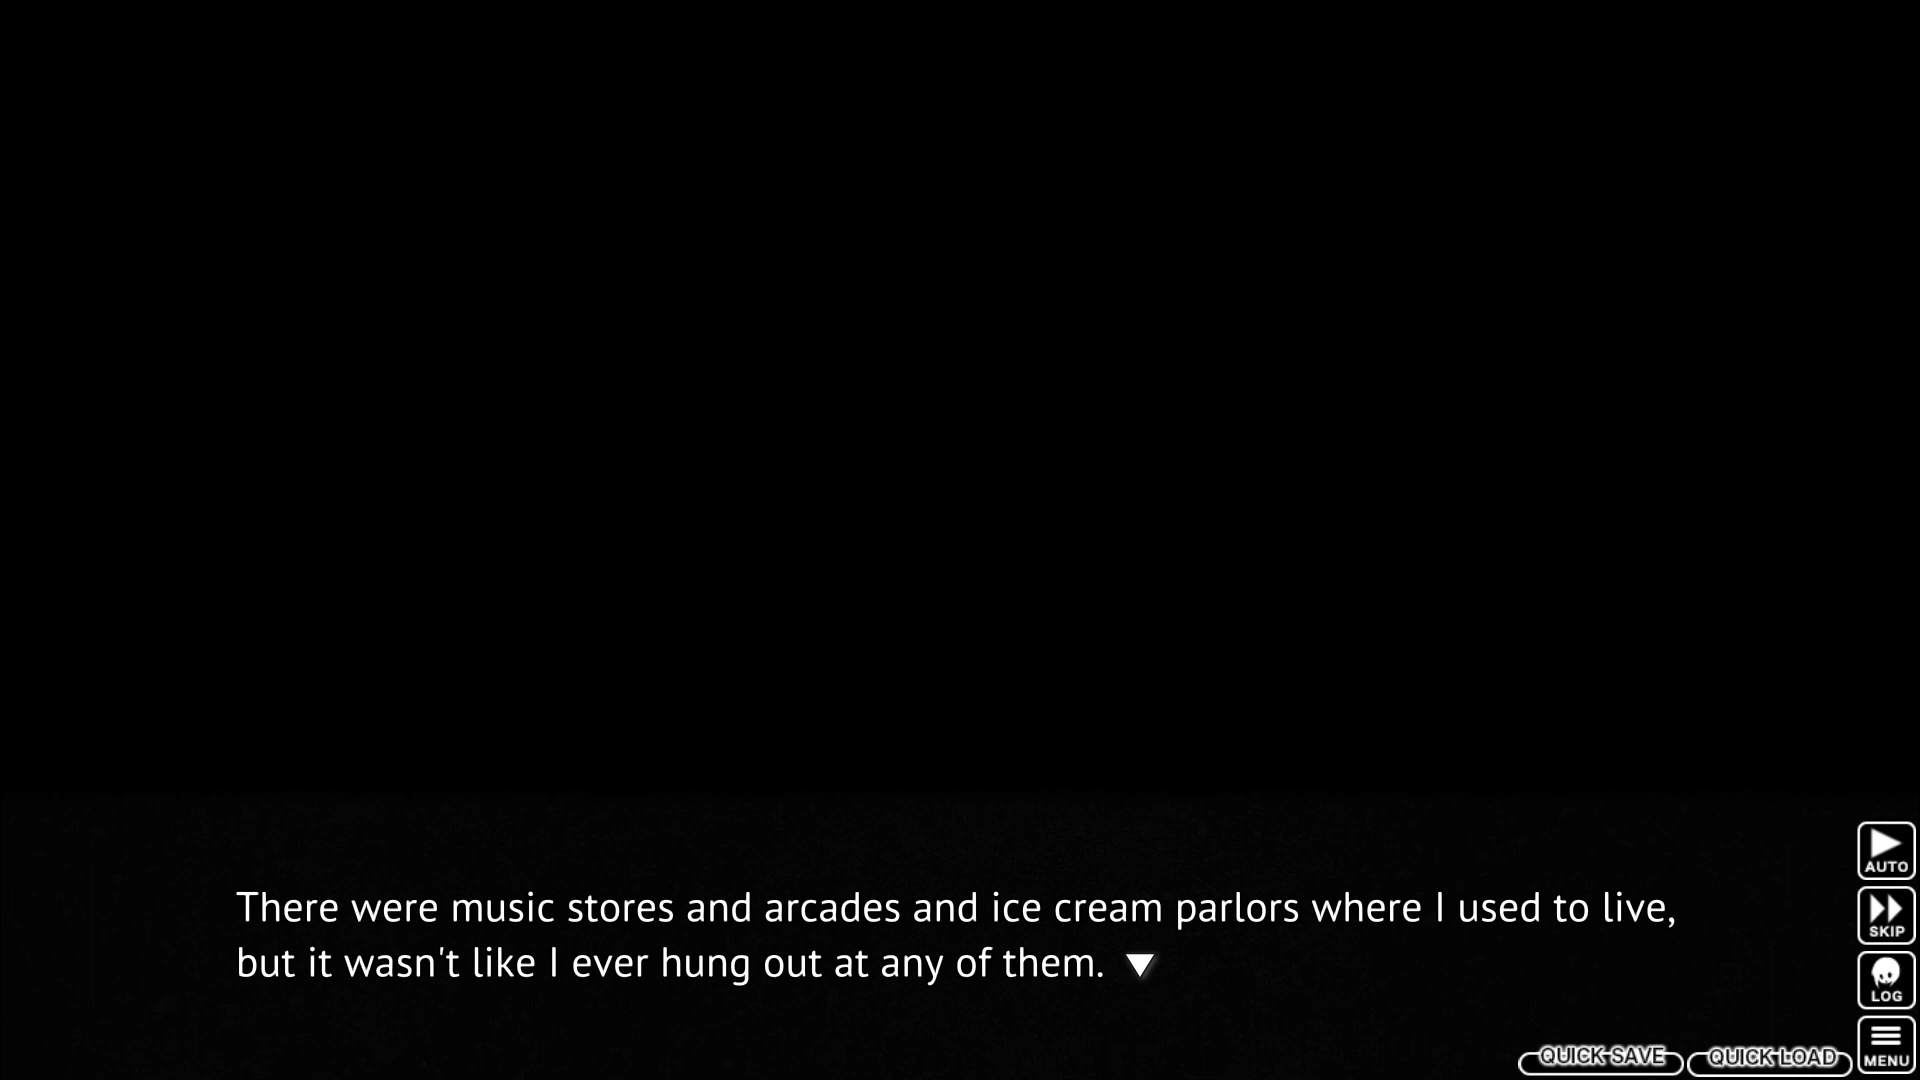 There were music stores and arcades and ice cream parlors where I used to live,
but it wasn't like I ever hung out at any of them.
AUTO
SKIP
LOG
MENU
QUICK SAVE
QUICK LOAD